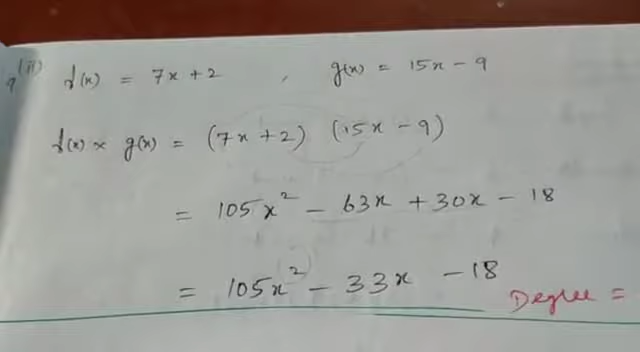 9 (ii) f(x) = 7x + 2 , g(x) = 15x - 9
f(x) × g(x) = (7x + 2) (15x - 9)
= 105x² - 63x + 30x - 18
= 105x² - 33x - 18
Degree =